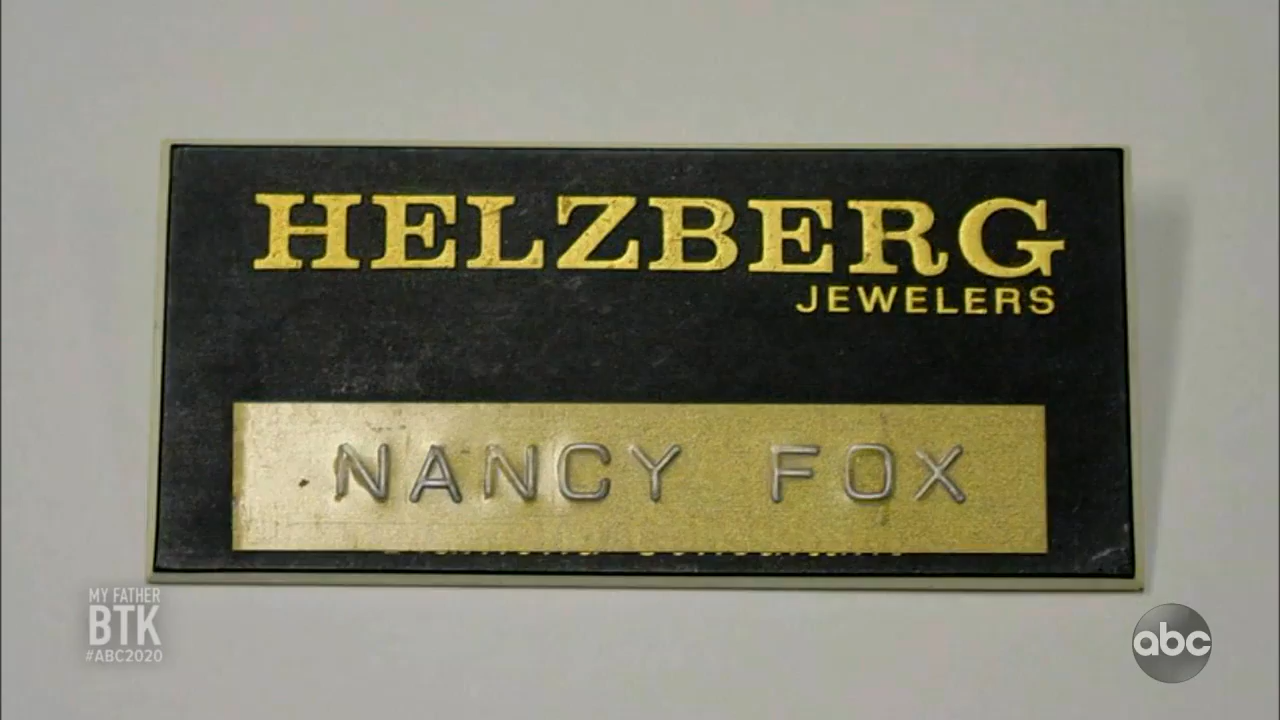 HELZBERG
JEWELERS
NANCY FOX
MY FATHER
BTK
#ABC2020
abc